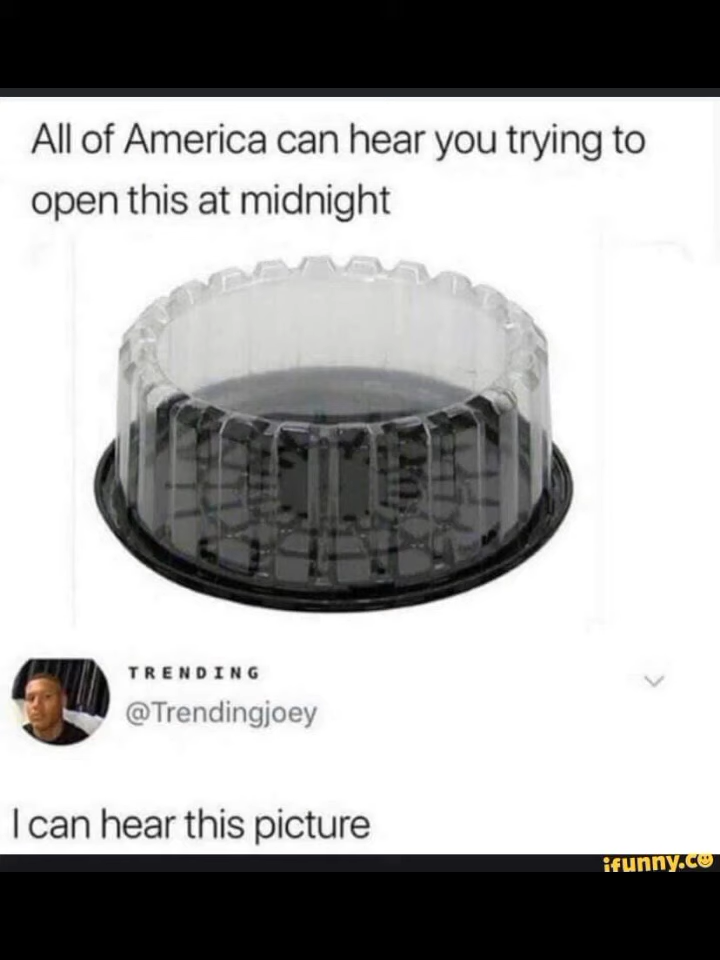 All of America can hear you trying to
open this at midnight
TRENDING
@Trendingjoey
I can hear this picture
ifunny.co